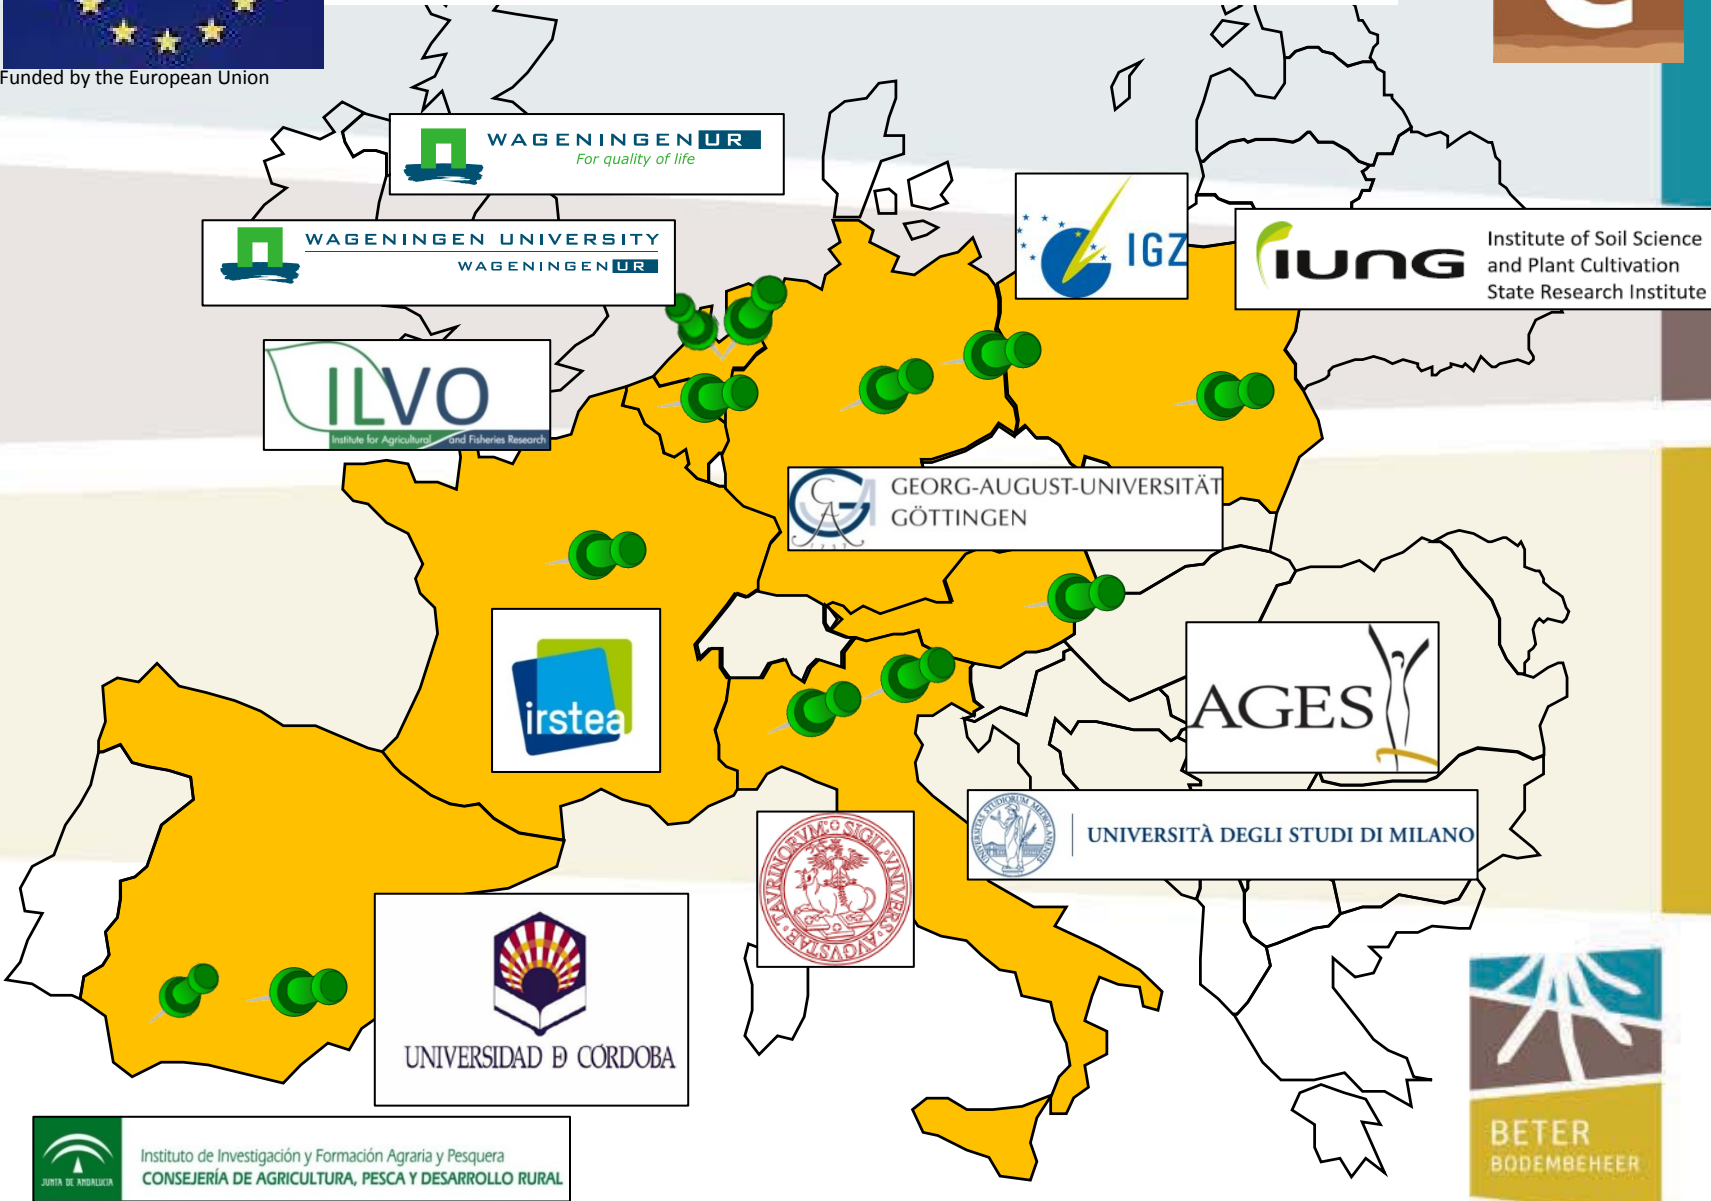 Funded by the European Union
WAGENINGEN UR
For quality of life
WAGENINGEN UNIVERSITY
WAGENINGEN UR
IGZ
IUNG
Institute of Soil Science
and Plant Cultivation
State Research Institute
ILVO
Institute for Agricultural and Fisheries Research
GEORG-AUGUST-UNIVERSITÄT
GÖTTINGEN
irstea
AGES
UNIVERSITÀ DEGLI STUDI DI MILANO
UNIVERSIDAD D CÓRDOBA
JUNTA DE ANDALUCIA
Instituto de Investigación y Formación Agraria y Pesquera
CONSEJERÍA DE AGRICULTURA, PESCA Y DESARROLLO RURAL
BETER
BODEMBEHEER